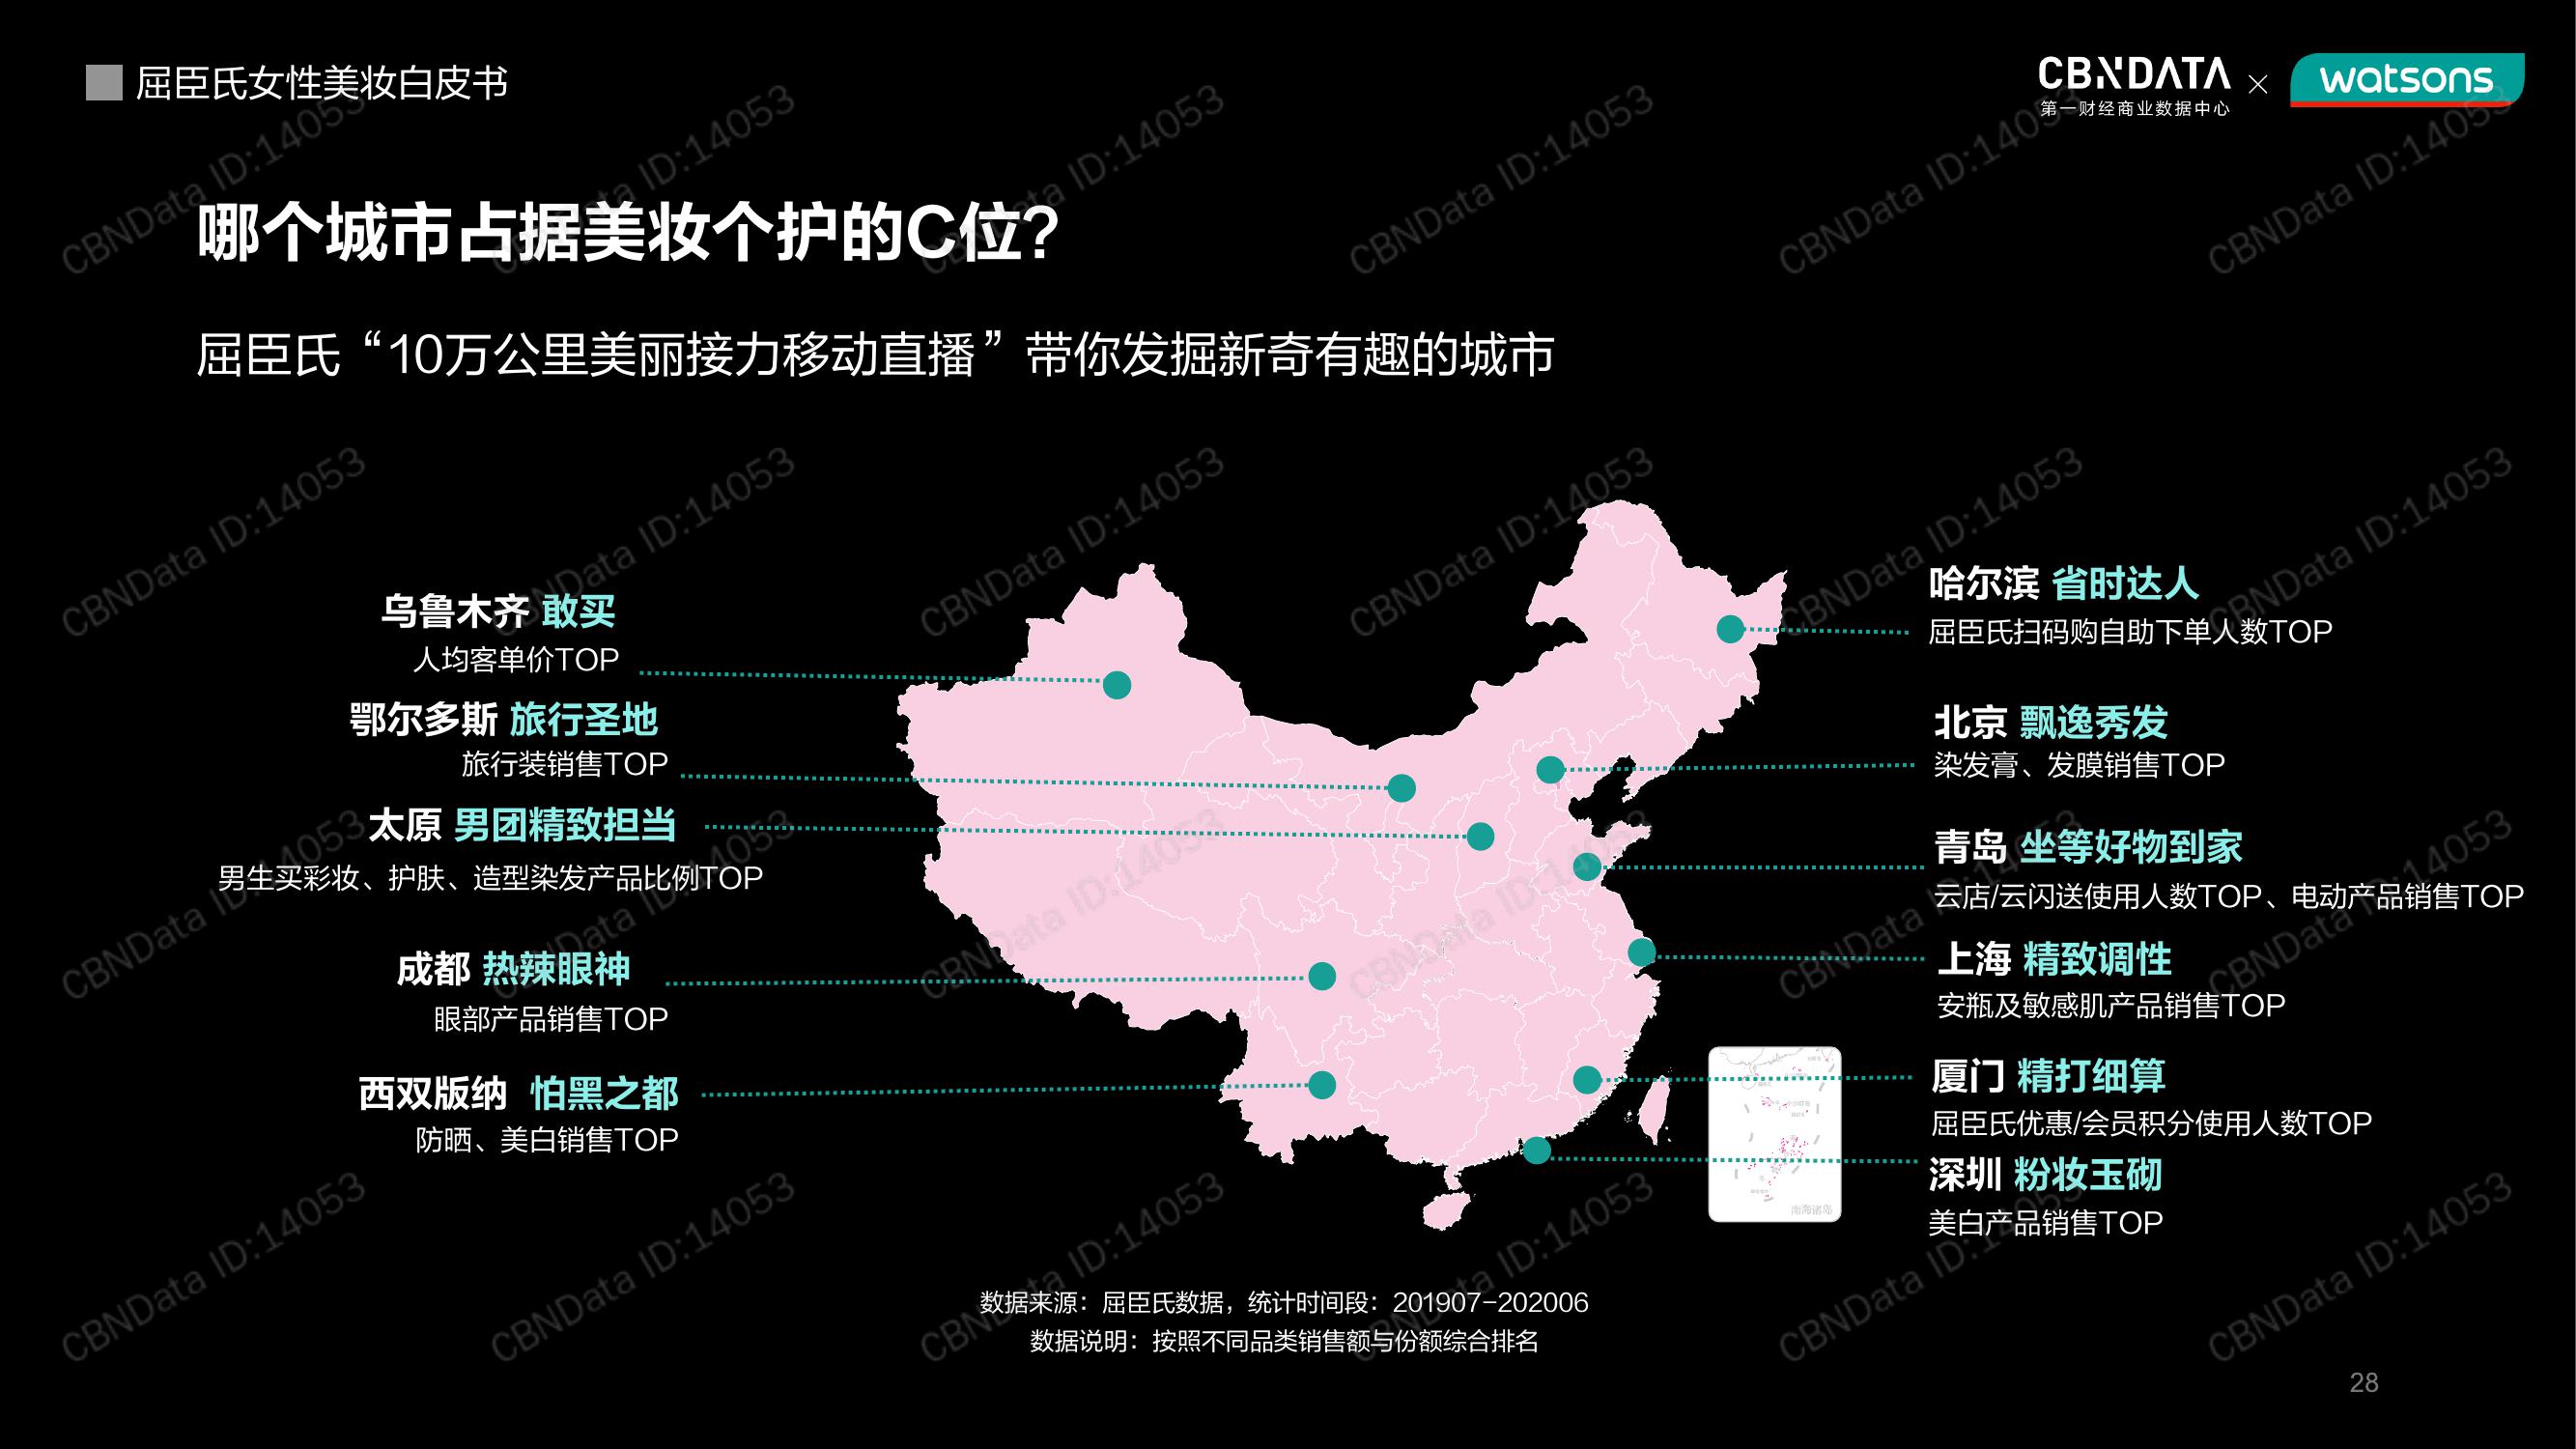 屈臣氏女性美妆白皮书
CBNDATA × watsons
第一财经商业数据中心
哪个城市占据美妆个护的C位?
屈臣氏“10万公里美丽接力移动直播”带你发掘新奇有趣的城市
乌鲁木齐 敢买
人均客单价TOP
鄂尔多斯 旅行圣地
旅行装销售TOP
太原 男团精致担当
男生买彩妆、护肤、造型染发产品比例TOP
成都 热辣眼神
眼部产品销售TOP
西双版纳 怕黑之都
防晒、美白销售TOP
哈尔滨 省时达人
屈臣氏扫码购自助下单人数TOP
北京 飘逸秀发
染发膏、发膜销售TOP
青岛 坐等好物到家
云店/云闪送使用人数TOP、电动产品销售TOP
上海 精致调性
安瓶及敏感肌产品销售TOP
厦门 精打细算
屈臣氏优惠/会员积分使用人数TOP
深圳 粉妆玉砌
美白产品销售TOP
南海诸岛
数据来源：屈臣氏数据，统计时间段：201907-202006
数据说明：按照不同品类销售额与份额综合排名
28
CBNData ID:14053